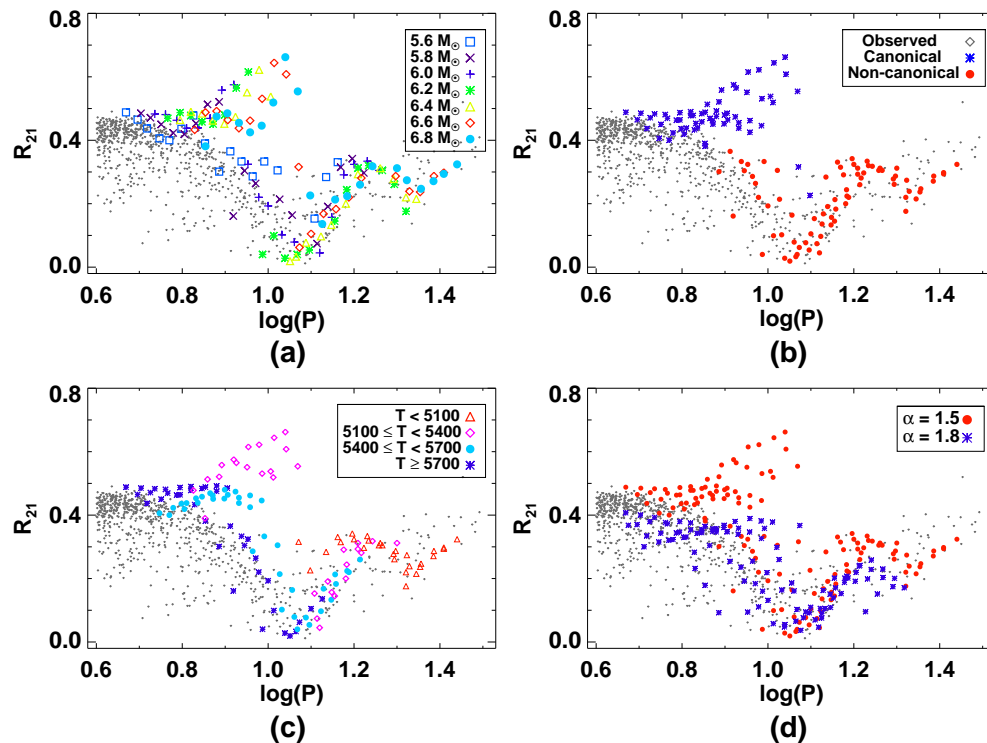 0.8
0.4
0.0
R₂₁
5.6 M☉
5.8 M☉
6.0 M☉
6.2 M☉
6.4 M☉
6.6 M☉
6.8 M☉
0.6 0.8 1.0 1.2 1.4
log(P)
(a)
0.8
0.4
0.0
R₂₁
Observed
Canonical
Non-canonical
0.6 0.8 1.0 1.2 1.4
log(P)
(b)
0.8
0.4
0.0
R₂₁
T < 5100
5100 ≤ T < 5400
5400 ≤ T < 5700
T ≥ 5700
0.6 0.8 1.0 1.2 1.4
log(P)
(c)
0.8
0.4
0.0
R₂₁
α = 1.5
α = 1.8
0.6 0.8 1.0 1.2 1.4
log(P)
(d)